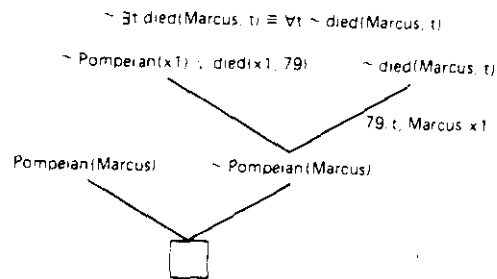 ~ ∃t died(Marcus, t) ≡ ∀t ~ died(Marcus, t)
~ Pompeian(x1) ∨ died(x1, 79) ~ died(Marcus, t)
79/t, Marcus/x1
Pompeian(Marcus) ~ Pompeian(Marcus)